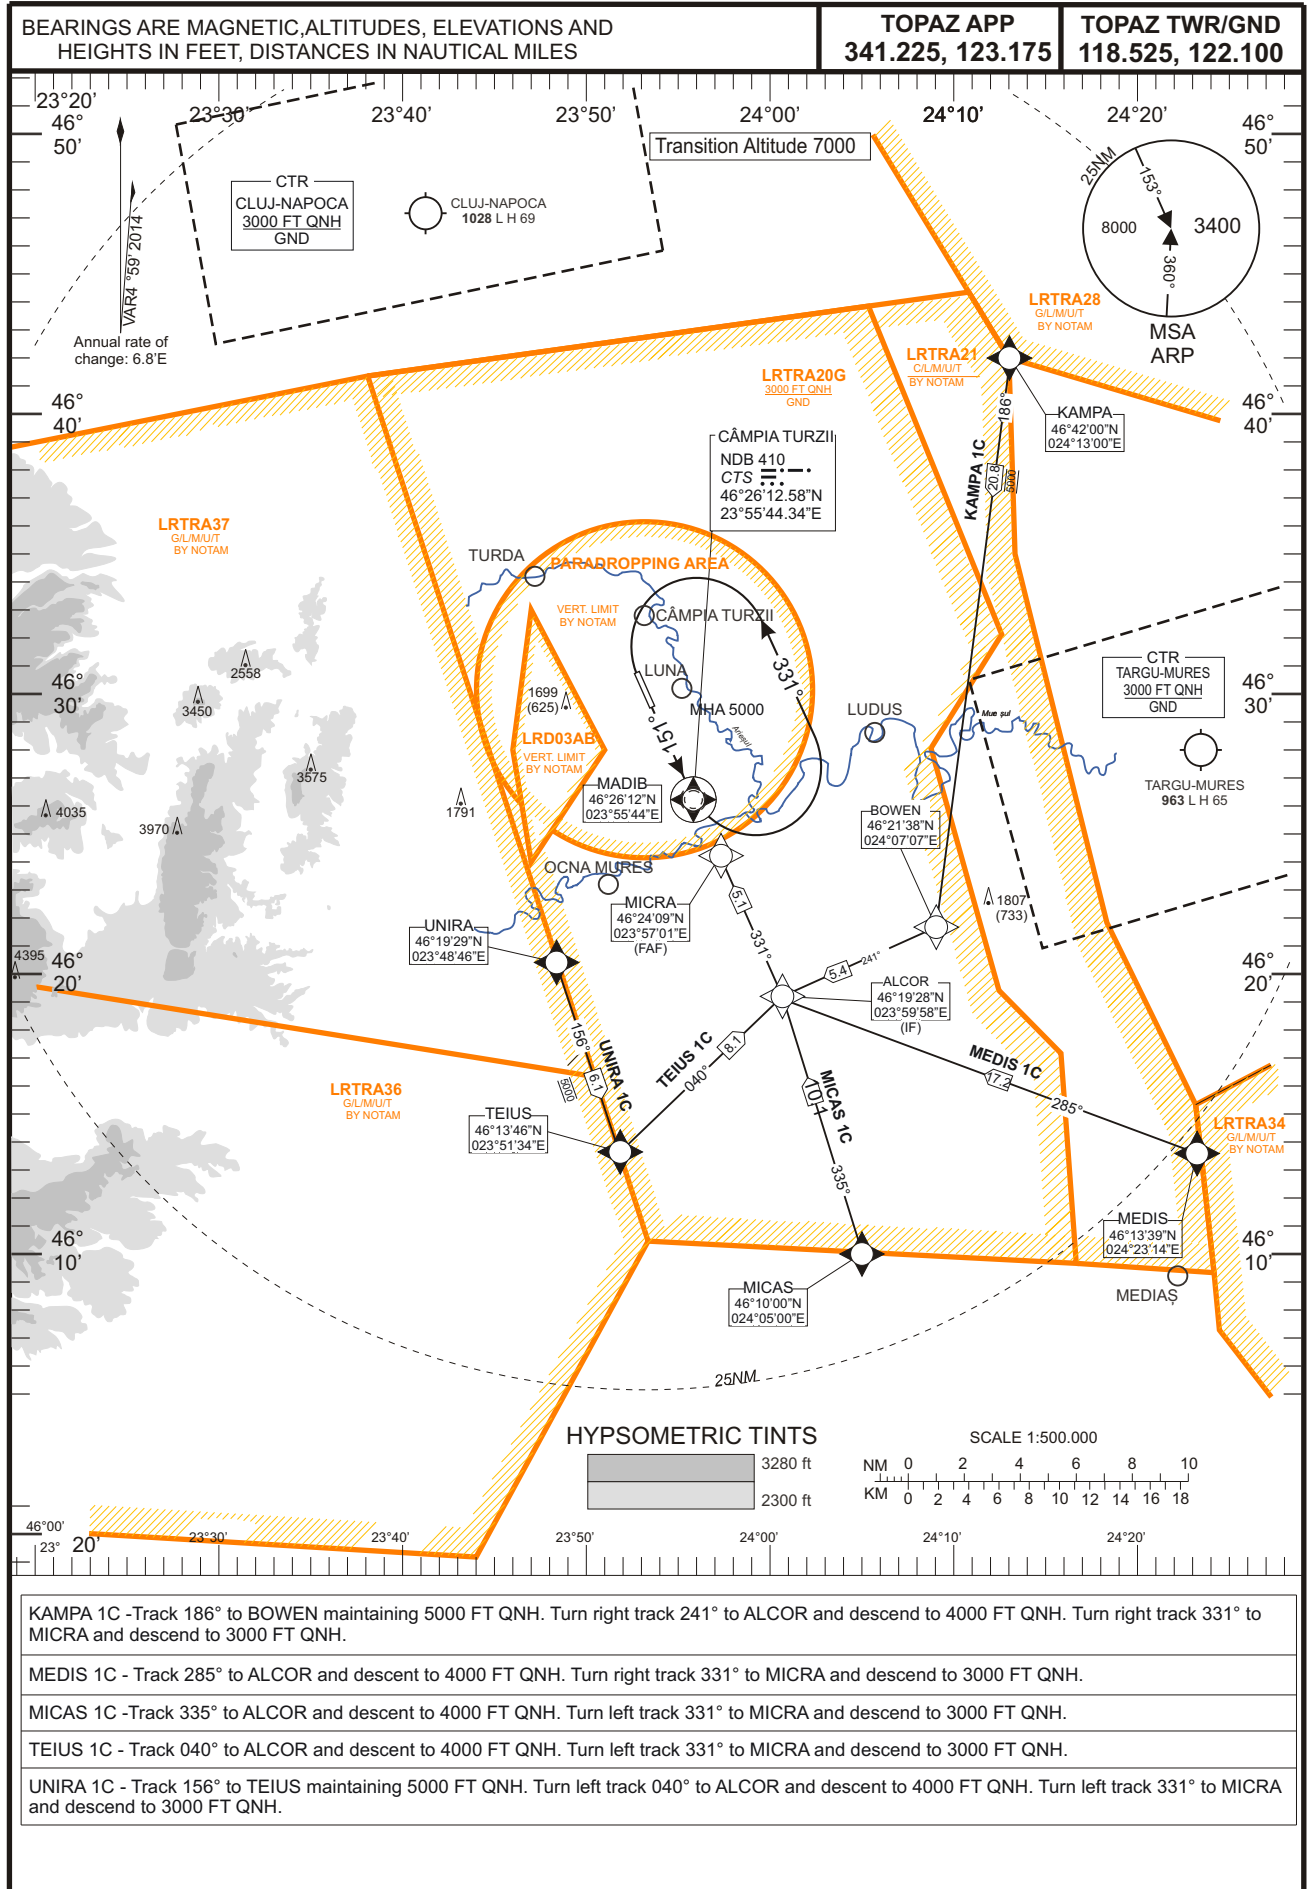 BEARINGS ARE MAGNETIC,ALTITUDES, ELEVATIONS AND
HEIGHTS IN FEET, DISTANCES IN NAUTICAL MILES
TOPAZ APP
341.225, 123.175
TOPAZ TWR/GND
118.525, 122.100
23°20'
23°30'
23°40'
23°50'
24°00'
24°10'
24°20'
46°
50'
46°
50'
Transition Altitude 7000
CTR
CLUJ-NAPOCA
3000 FT QNH
GND
CLUJ-NAPOCA
1028 L H 69
VAR4 °59' 2014
Annual rate of
change: 6.8'E
25NM
153°
8000
3400
360°
MSA
ARP
LRTRA28
G/L/M/U/T
BY NOTAM
LRTRA21
C/L/M/U/T
BY NOTAM
LRTRA20G
3000 FT QNH
GND
46°
40'
46°
40'
KAMPA
46°42'00"N
024°13'00"E
186°
KAMPA 1C
20.8
5000
CÂMPIA TURZII
NDB 410
CTS
46°26'12.58"N
23°55'44.34"E
LRTRA37
G/L/M/U/T
BY NOTAM
TURDA
PARADROPPING AREA
VERT. LIMIT
BY NOTAM
CÂMPIA TURZII
331°
LUNA
MHA 5000
Arieșul
151°
1699
(625)
LRD03AB
VERT. LIMIT
BY NOTAM
2558
3450
3575
4035
3970
1791
46°
30'
46°
30'
LUDUS
Mureșul
CTR
TARGU-MURES
3000 FT QNH
GND
TARGU-MURES
963 L H 65
MADIB
46°26'12"N
023°55'44"E
BOWEN
46°21'38"N
024°07'07"E
OCNA MURES
MICRA
46°24'09"N
023°57'01"E
(FAF)
5.1
331°
1807
(733)
UNIRA
46°19'29"N
023°48'46"E
4395
46°
20'
46°
20'
5.4
241°
ALCOR
46°19'28"N
023°59'58"E
(IF)
156°
UNIRA 1C
6.1
5000
TEIUS 1C
8.1
040°
MICAS 1C
10.1
335°
MEDIS 1C
17.2
285°
LRTRA36
G/L/M/U/T
BY NOTAM
TEIUS
46°13'46"N
023°51'34"E
LRTRA34
G/L/M/U/T
BY NOTAM
MEDIS
46°13'39"N
024°23'14"E
46°
10'
46°
10'
MICAS
46°10'00"N
024°05'00"E
MEDIAȘ
25NM
HYPSOMETRIC TINTS
3280 ft
2300 ft
SCALE 1:500.000
NM 0 2 4 6 8 10
KM 0 2 4 6 8 10 12 14 16 18
46°00'
23° 20'
23°30'
23°40'
23°50'
24°00'
24°10'
24°20'
KAMPA 1C -Track 186° to BOWEN maintaining 5000 FT QNH. Turn right track 241° to ALCOR and descend to 4000 FT QNH. Turn right track 331° to
MICRA and descend to 3000 FT QNH.
MEDIS 1C - Track 285° to ALCOR and descent to 4000 FT QNH. Turn right track 331° to MICRA and descend to 3000 FT QNH.
MICAS 1C -Track 335° to ALCOR and descent to 4000 FT QNH. Turn left track 331° to MICRA and descend to 3000 FT QNH.
TEIUS 1C - Track 040° to ALCOR and descent to 4000 FT QNH. Turn left track 331° to MICRA and descend to 3000 FT QNH.
UNIRA 1C - Track 156° to TEIUS maintaining 5000 FT QNH. Turn left track 040° to ALCOR and descent to 4000 FT QNH. Turn left track 331° to MICRA
and descend to 3000 FT QNH.